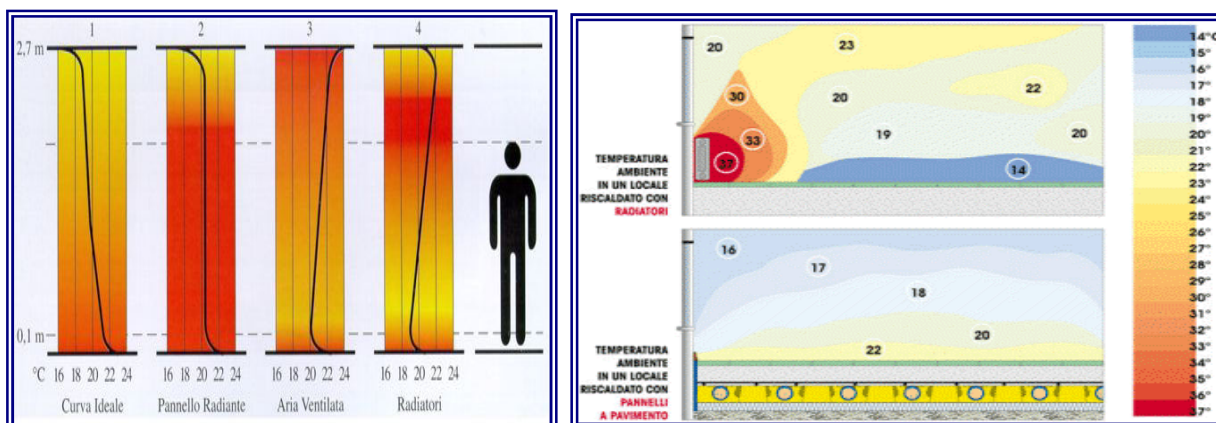 1 2 3 4
2,7 m
0,1 m
°C 16 18 20 22 24 16 18 20 22 24 16 18 20 22 24 16 18 20 22 24
Curva Ideale Pannello Radiante Aria Ventilata Radiatori
20 23
30 20 22
33 19 20
37 14
TEMPERATURA
AMBIENTE
IN UN LOCALE
RISCALDATO CON
RADIATORI
16 17
18
20
22
TEMPERATURA
AMBIENTE
IN UN LOCALE
RISCALDATO CON
PANNELLI
A PAVIMENTO
14°C
15°
16°
17°
18°
19°
20°
21°
22°
23°
24°
25°
26°
27°
28°
29°
30°
31°
32°
33°
34°
35°
36°
37°